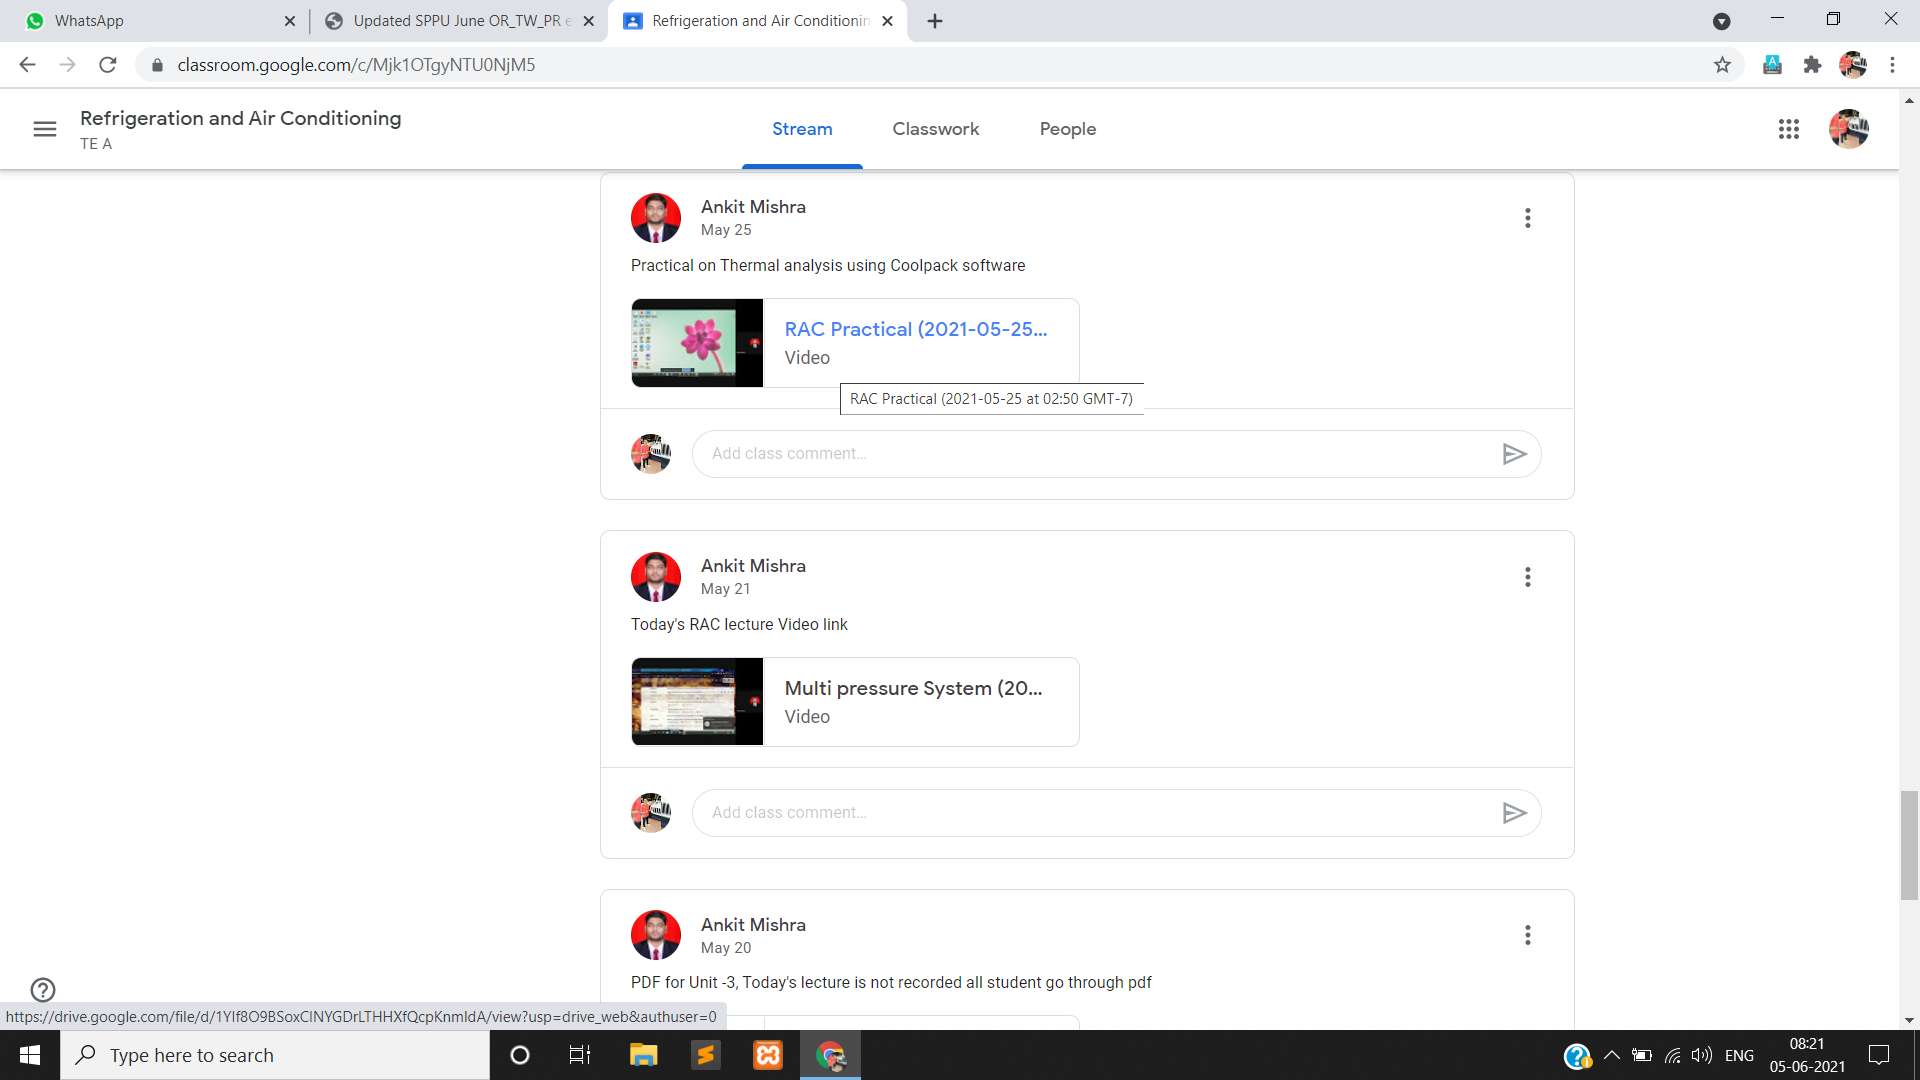 WhatsApp
Updated SPPU June OR_TW_PR e
Refrigeration and Air Conditionin
classroom.google.com/c/Mjk1OTgyNTU0NjM5
Refrigeration and Air Conditioning
TE A
Stream
Classwork
People
Ankit Mishra
May 25
Practical on Thermal analysis using Coolpack software
RAC Practical (2021-05-25...
Video
RAC Practical (2021-05-25 at 02:50 GMT-7)
Add class comment...
Ankit Mishra
May 21
Today's RAC lecture Video link
Multi pressure System (20...
Video
Add class comment...
Ankit Mishra
May 20
PDF for Unit -3, Today's lecture is not recorded all student go through pdf
https://drive.google.com/file/d/1YIf8O9BSoxCINYGDrLTHHXfQcpKnmIdA/view?usp=drive_web&authuser=0
Type here to search
ENG
08:21
05-06-2021